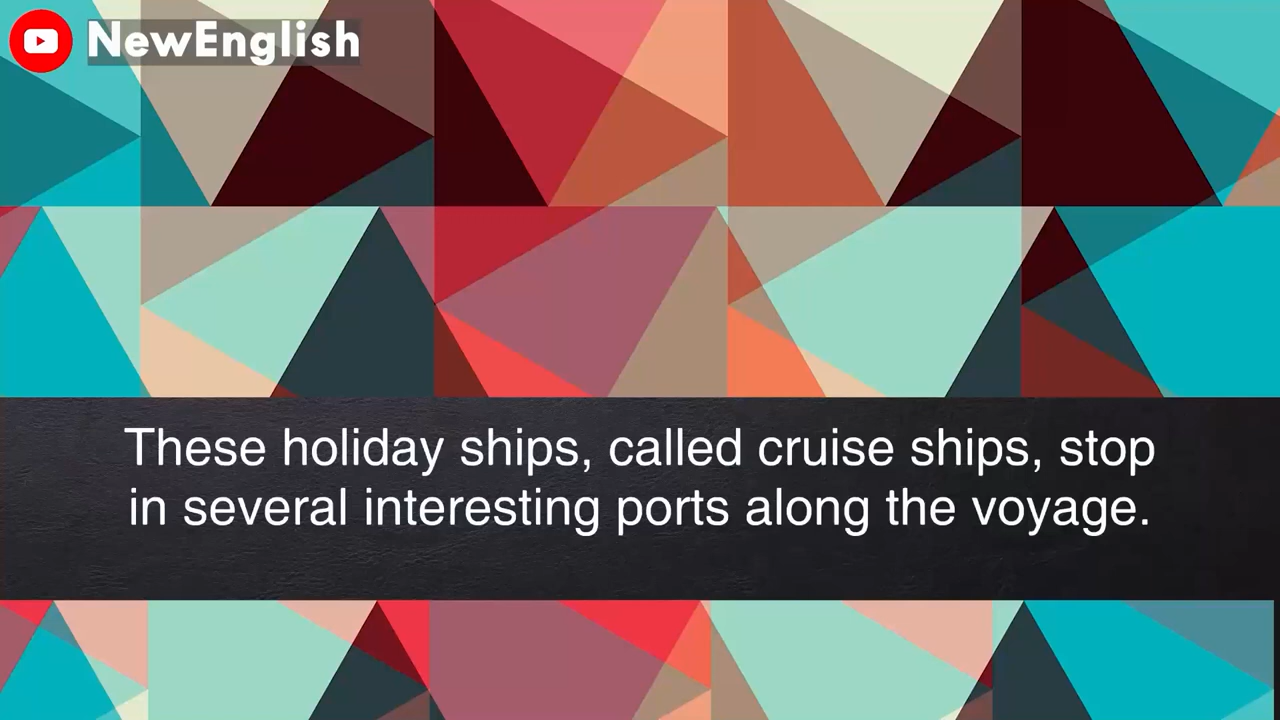 NewEnglish
These holiday ships, called cruise ships, stop
in several interesting ports along the voyage.